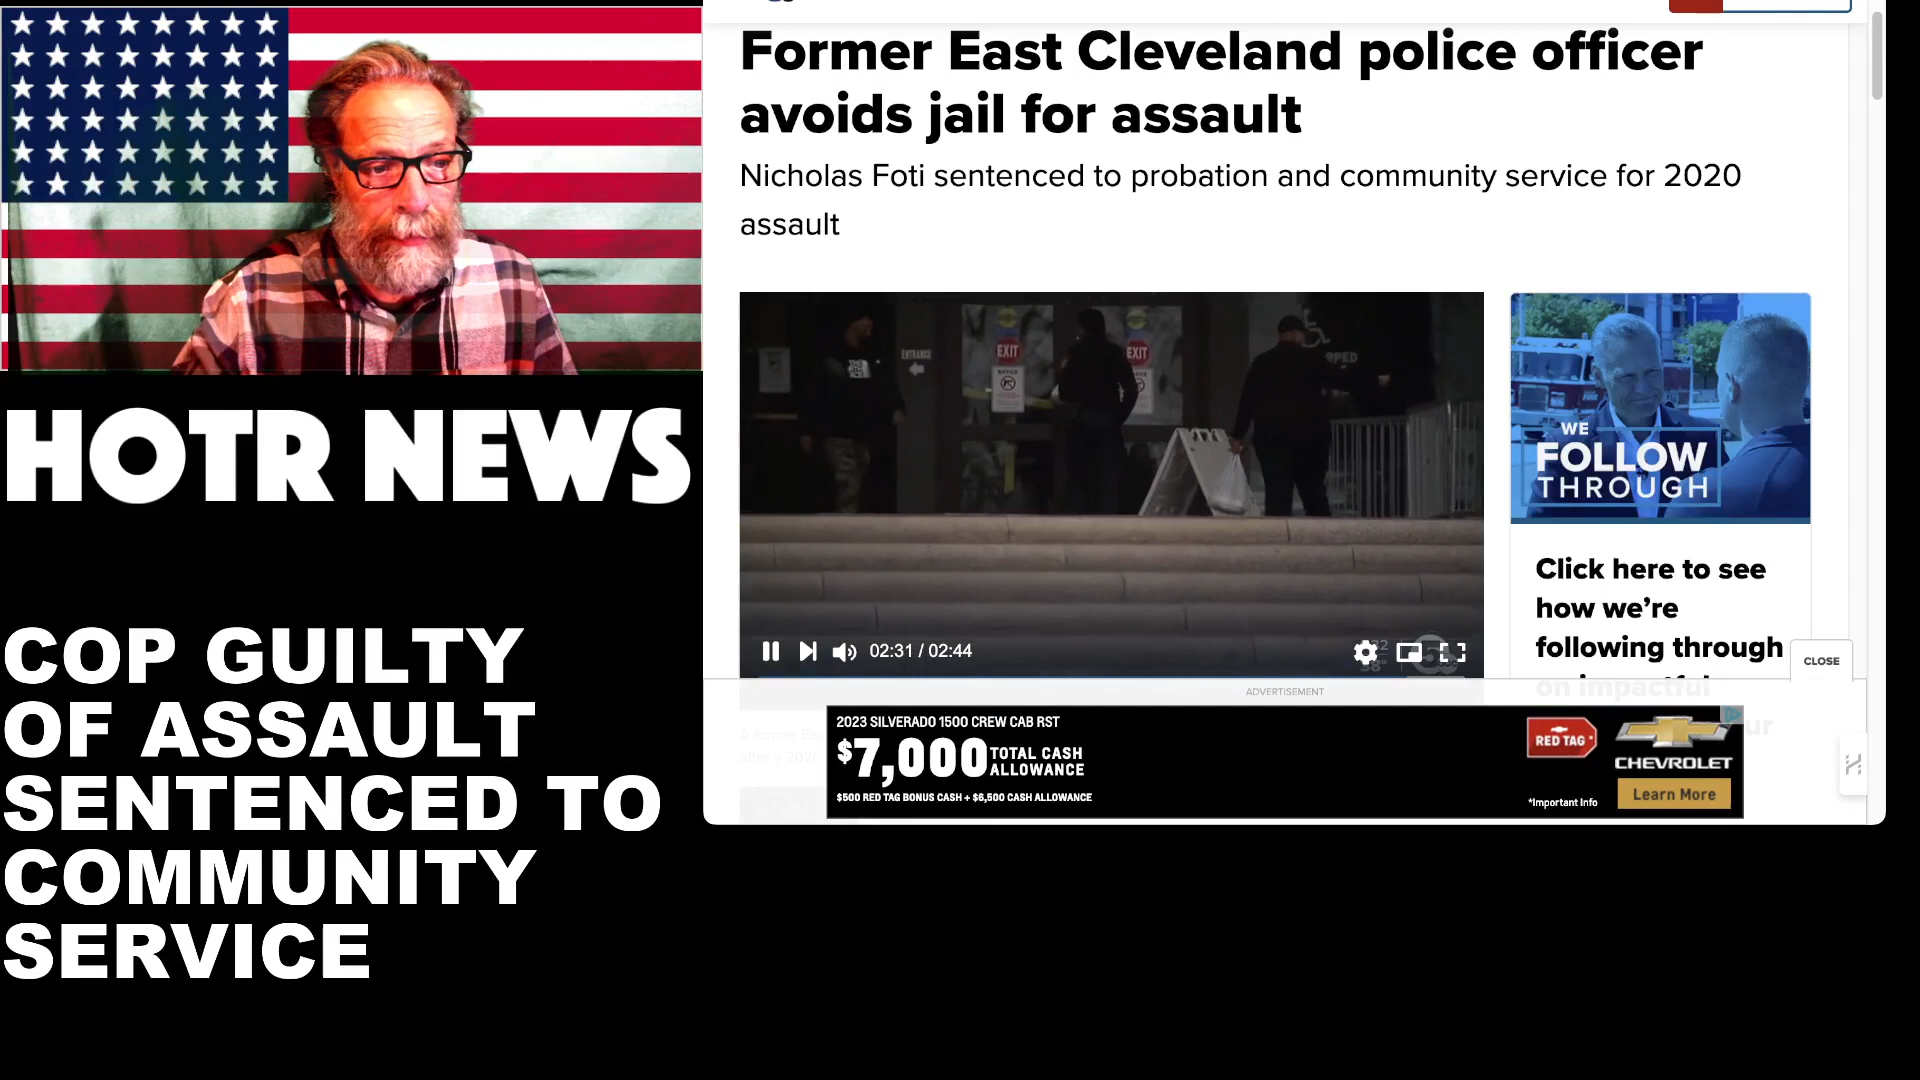 HOTR NEWS
COP GUILTY
OF ASSAULT
SENTENCED TO
COMMUNITY
SERVICE
Former East Cleveland police officer
avoids jail for assault
Nicholas Foti sentenced to probation and community service for 2020
assault
ENTRANCE
EXIT
EXIT
NOTICE
02:31 / 02:44
WE
FOLLOW
THROUGH
Click here to see
how we're
following through
on impactful
CLOSE
ADVERTISEMENT
2023 SILVERADO 1500 CREW CAB RST
$7,000 TOTAL CASH
ALLOWANCE
$500 RED TAG BONUS CASH + $6,500 CASH ALLOWANCE
RED TAG
CHEVROLET
*Important Info
Learn More